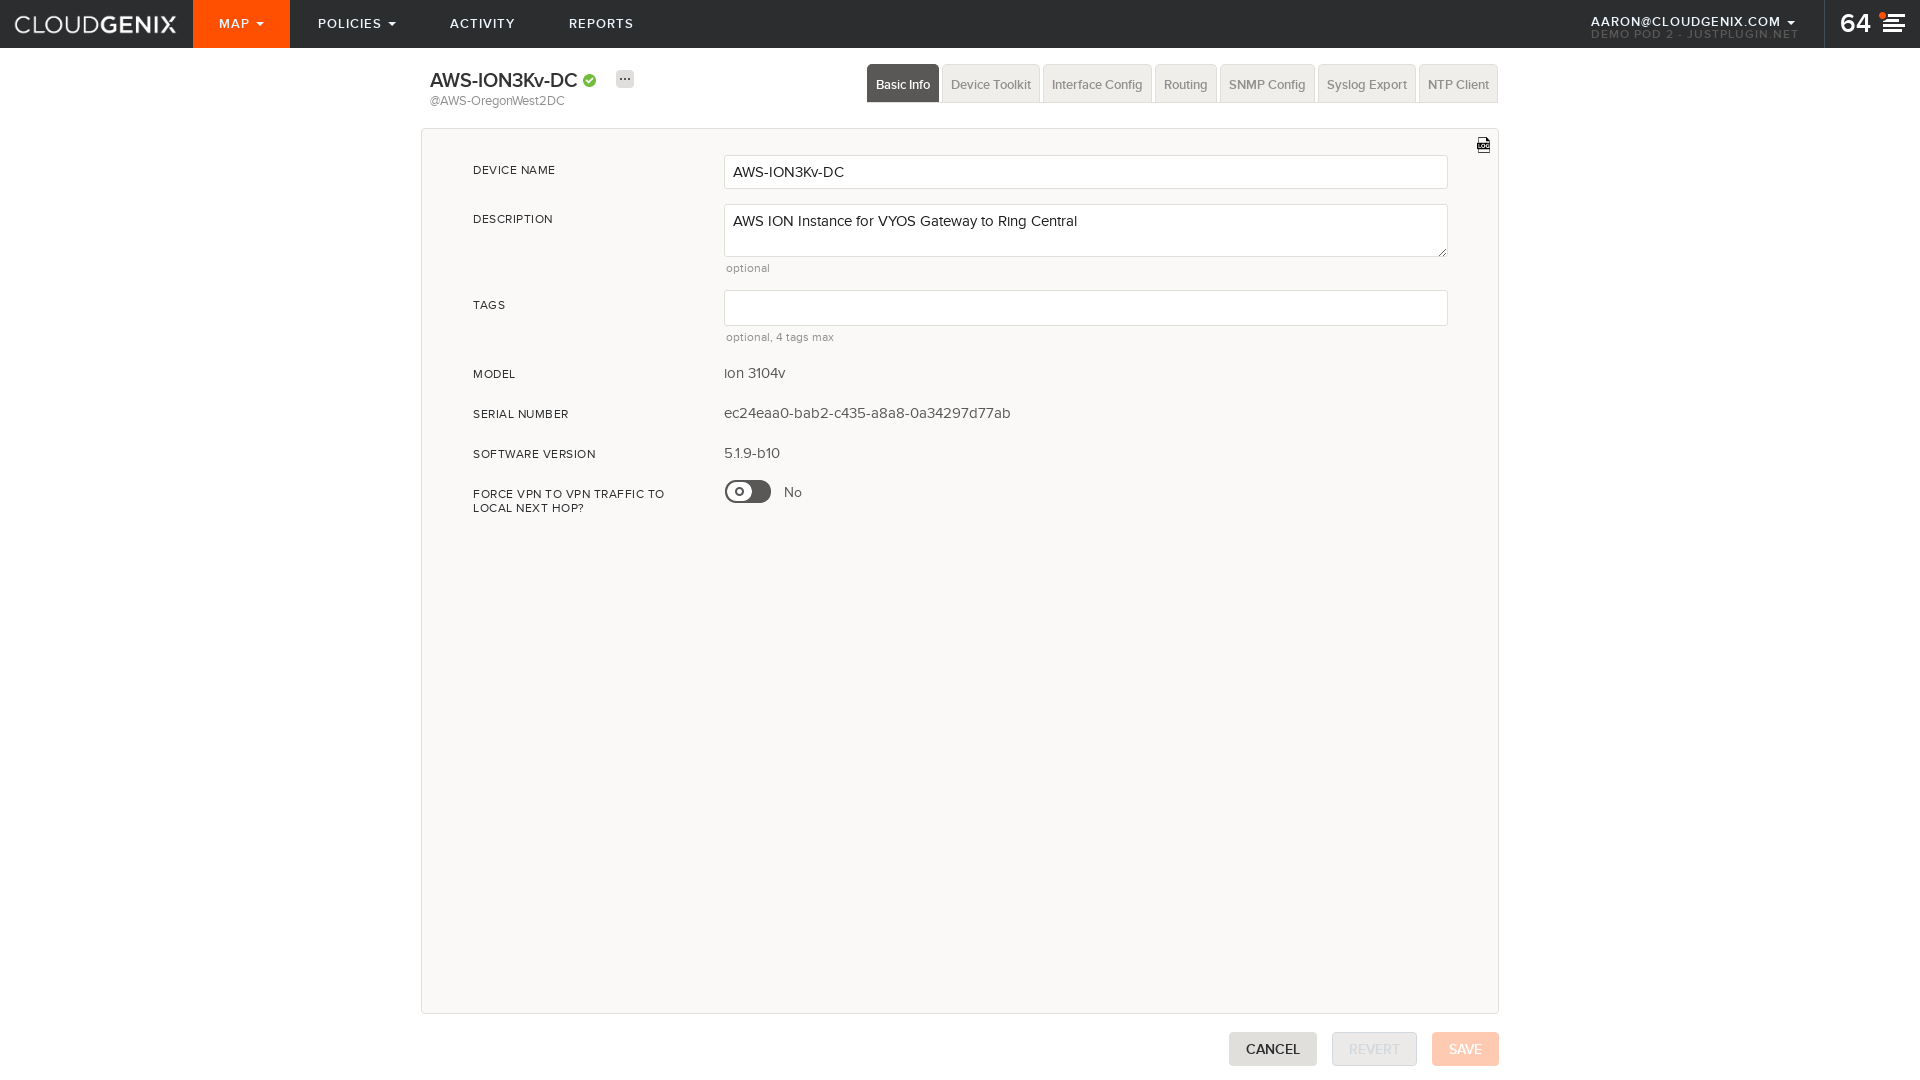 CLOUDGENIX MAP POLICIES ACTIVITY REPORTS AARON@CLOUDGENIX.COM 64
DEMO POD 2 - JUSTPLUGIN.NET
AWS-ION3Kv-DC ...
@AWS-OregonWest2DC
Basic Info Device Toolkit Interface Config Routing SNMP Config Syslog Export NTP Client
LOG
DEVICE NAME AWS-ION3Kv-DC
DESCRIPTION AWS ION Instance for VYOS Gateway to Ring Central
optional
TAGS
optional, 4 tags max
MODEL ion 3104v
SERIAL NUMBER ec24eaa0-bab2-c435-a8a8-0a34297d77ab
SOFTWARE VERSION 5.1.9-b10
FORCE VPN TO VPN TRAFFIC TO No
LOCAL NEXT HOP?
CANCEL REVERT SAVE